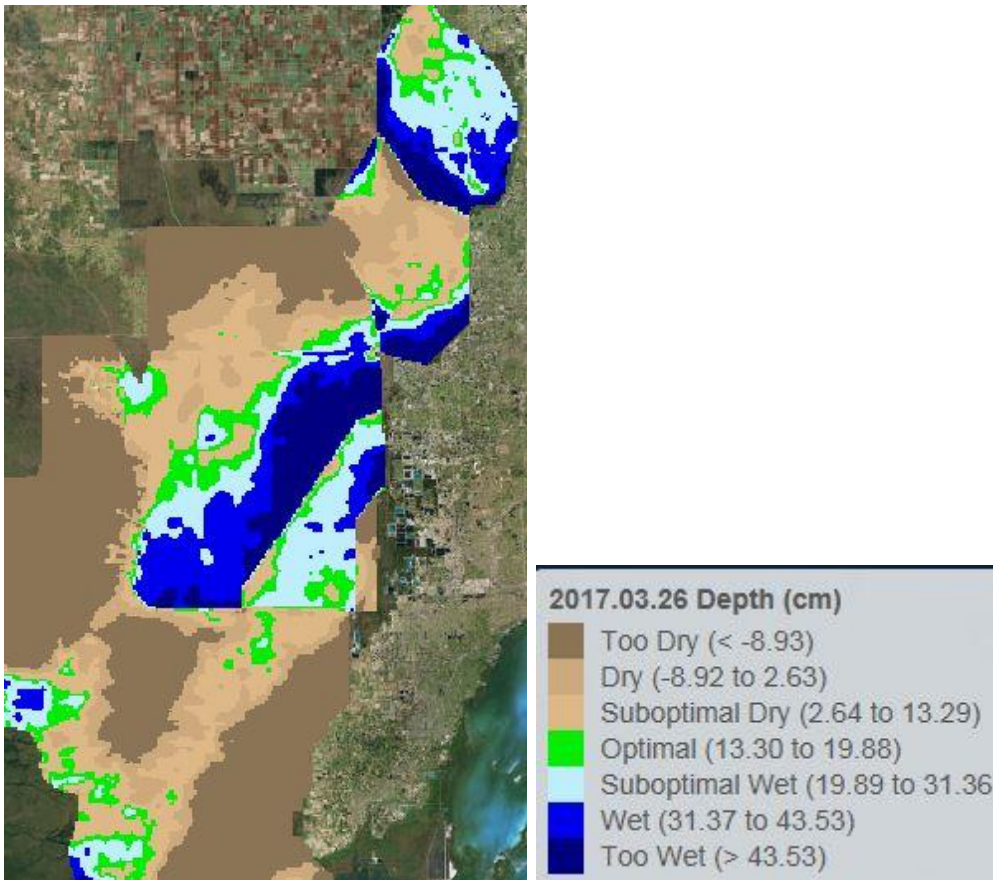 2017.03.26 Depth (cm)
Too Dry (< -8.93)
Dry (-8.92 to 2.63)
Suboptimal Dry (2.64 to 13.29)
Optimal (13.30 to 19.88)
Suboptimal Wet (19.89 to 31.36
Wet (31.37 to 43.53)
Too Wet (> 43.53)